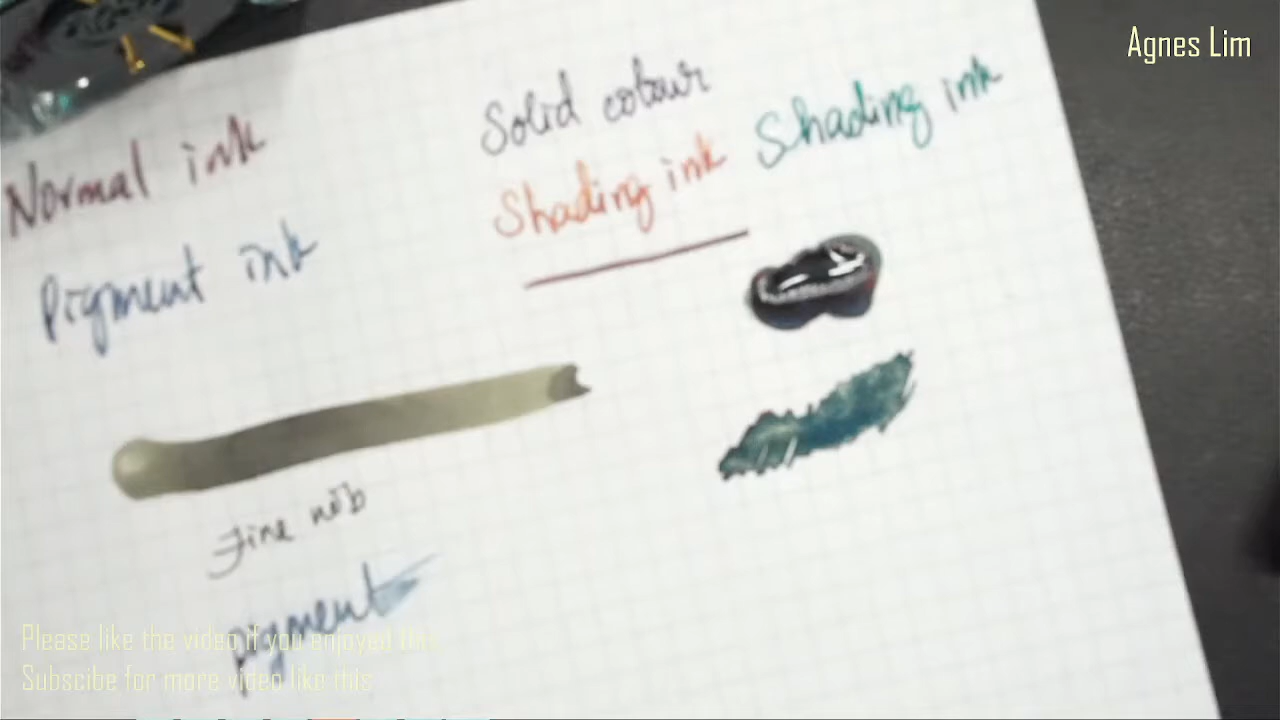 Agnes Lim
Normal ink
Pigment ink
Solid colour
Shading ink
Shading ink
Fine nib
pigment
Please like the video if you enjoyed this
Subscibe for more video like this